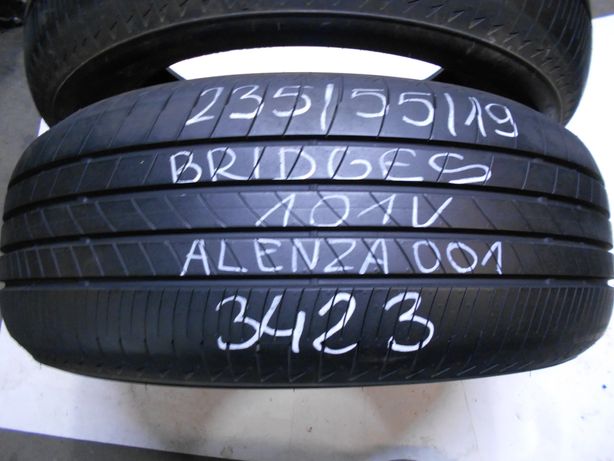 235/55/19
BRIDGES
101V
ALENZA 001
3423